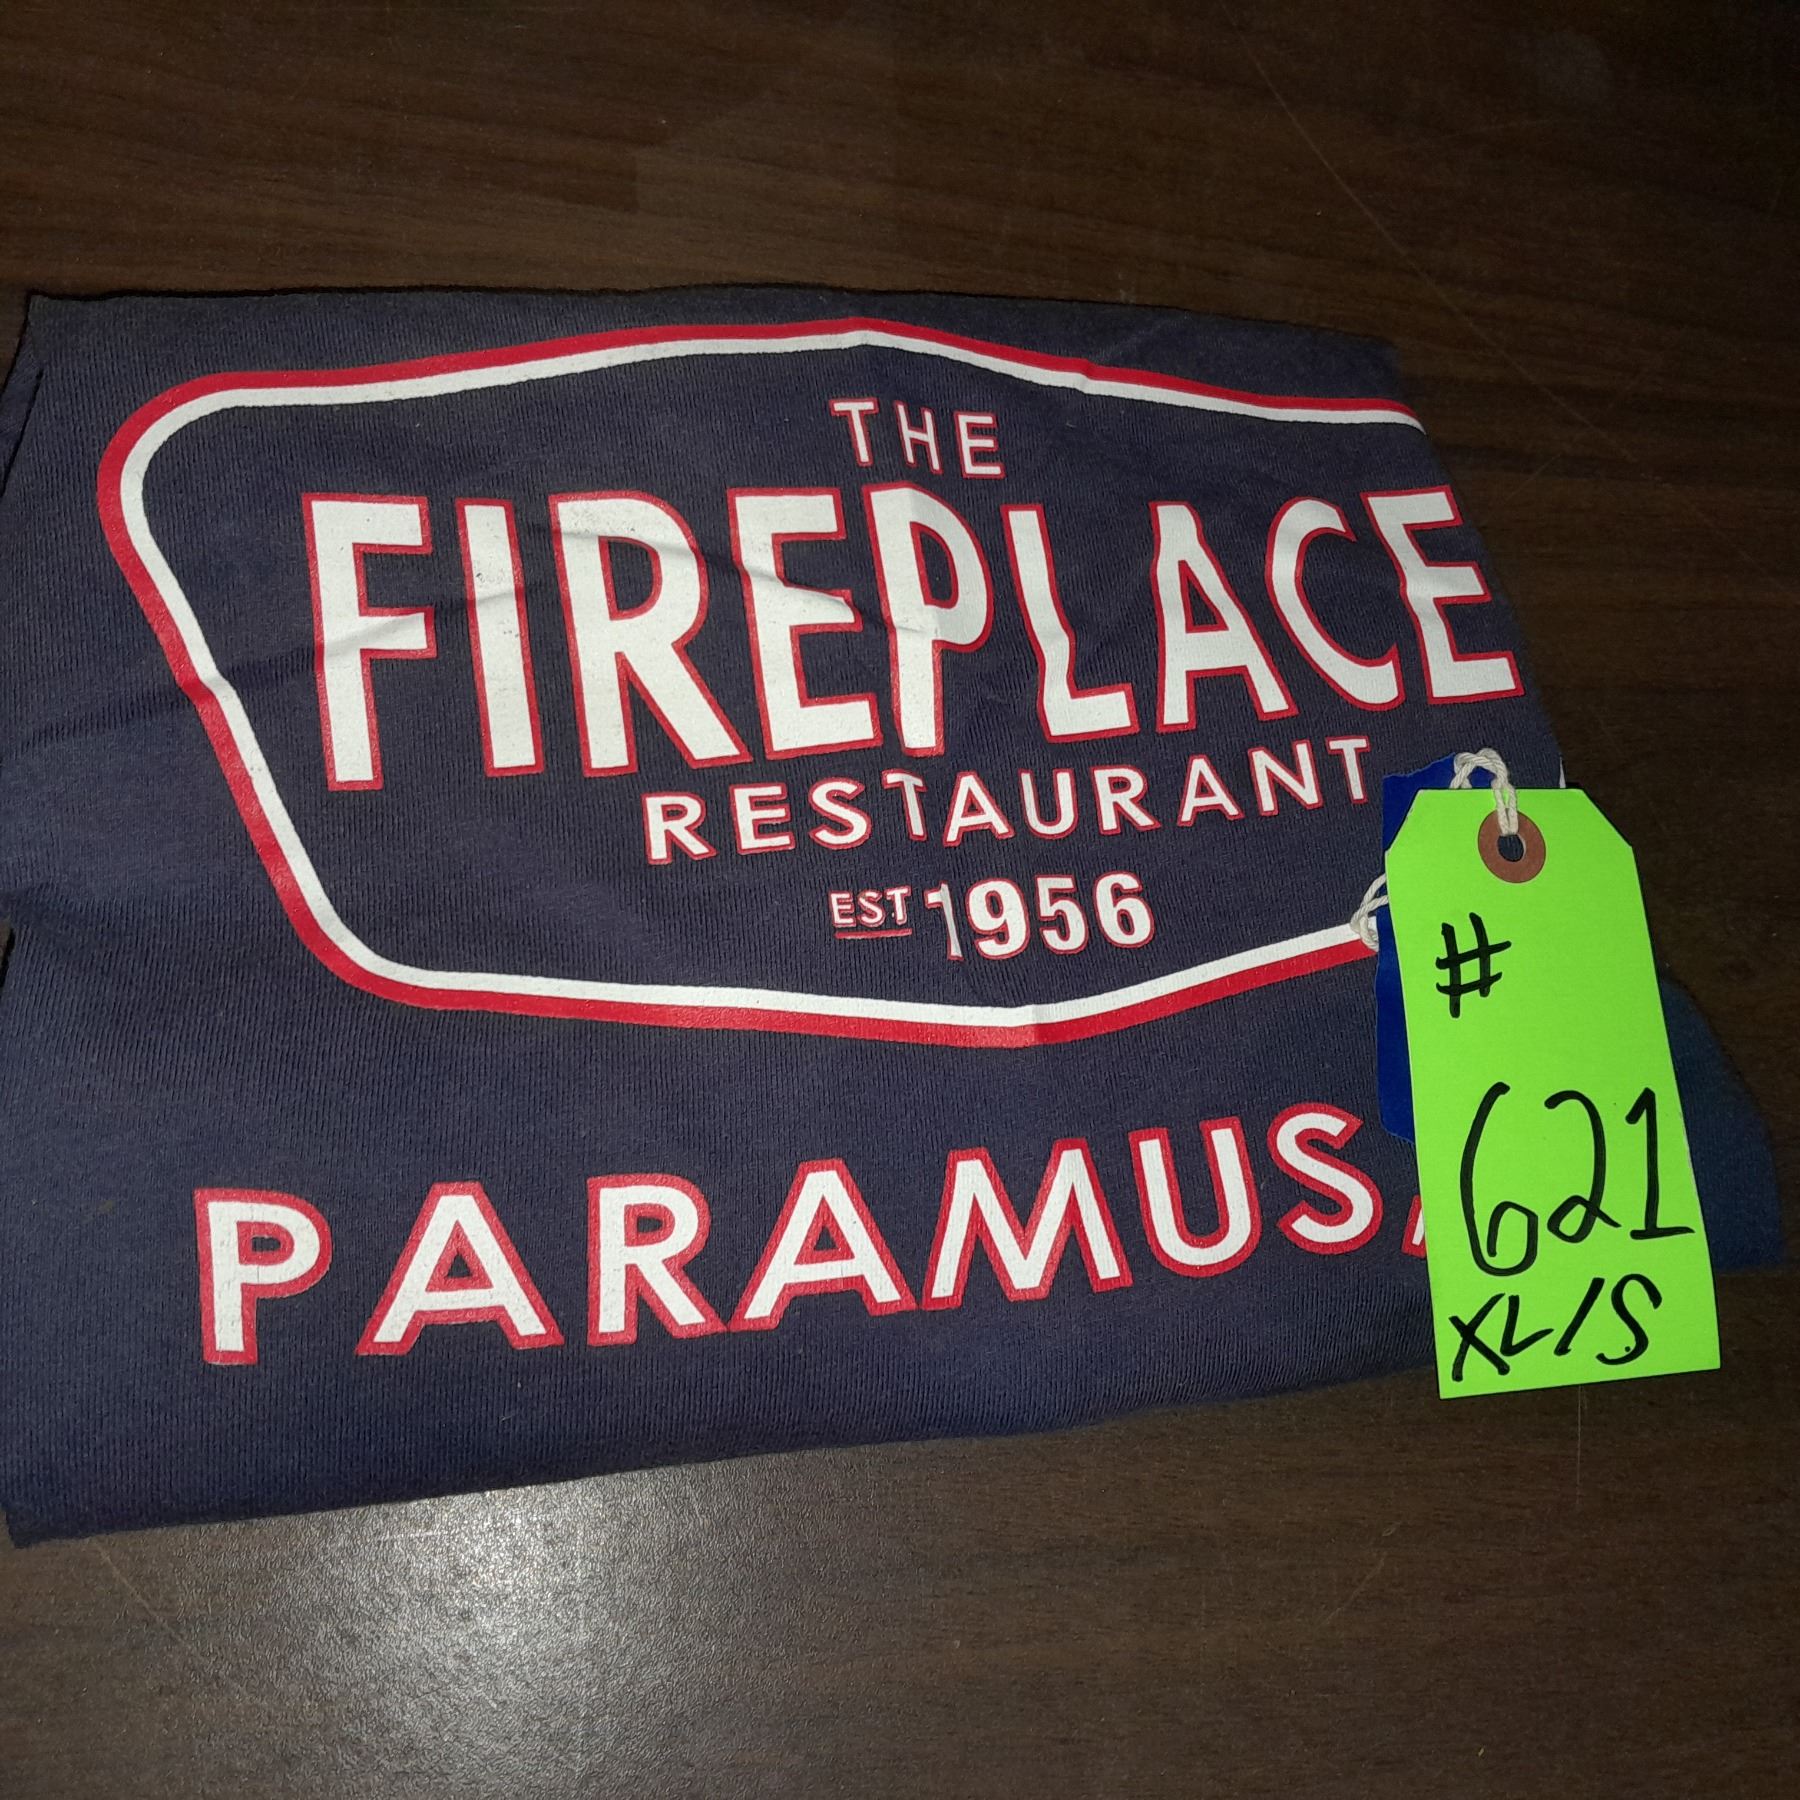 THE
FIREPLACE
RESTAURANT
EST 1956
PARAMUS,
#
621
XL/S